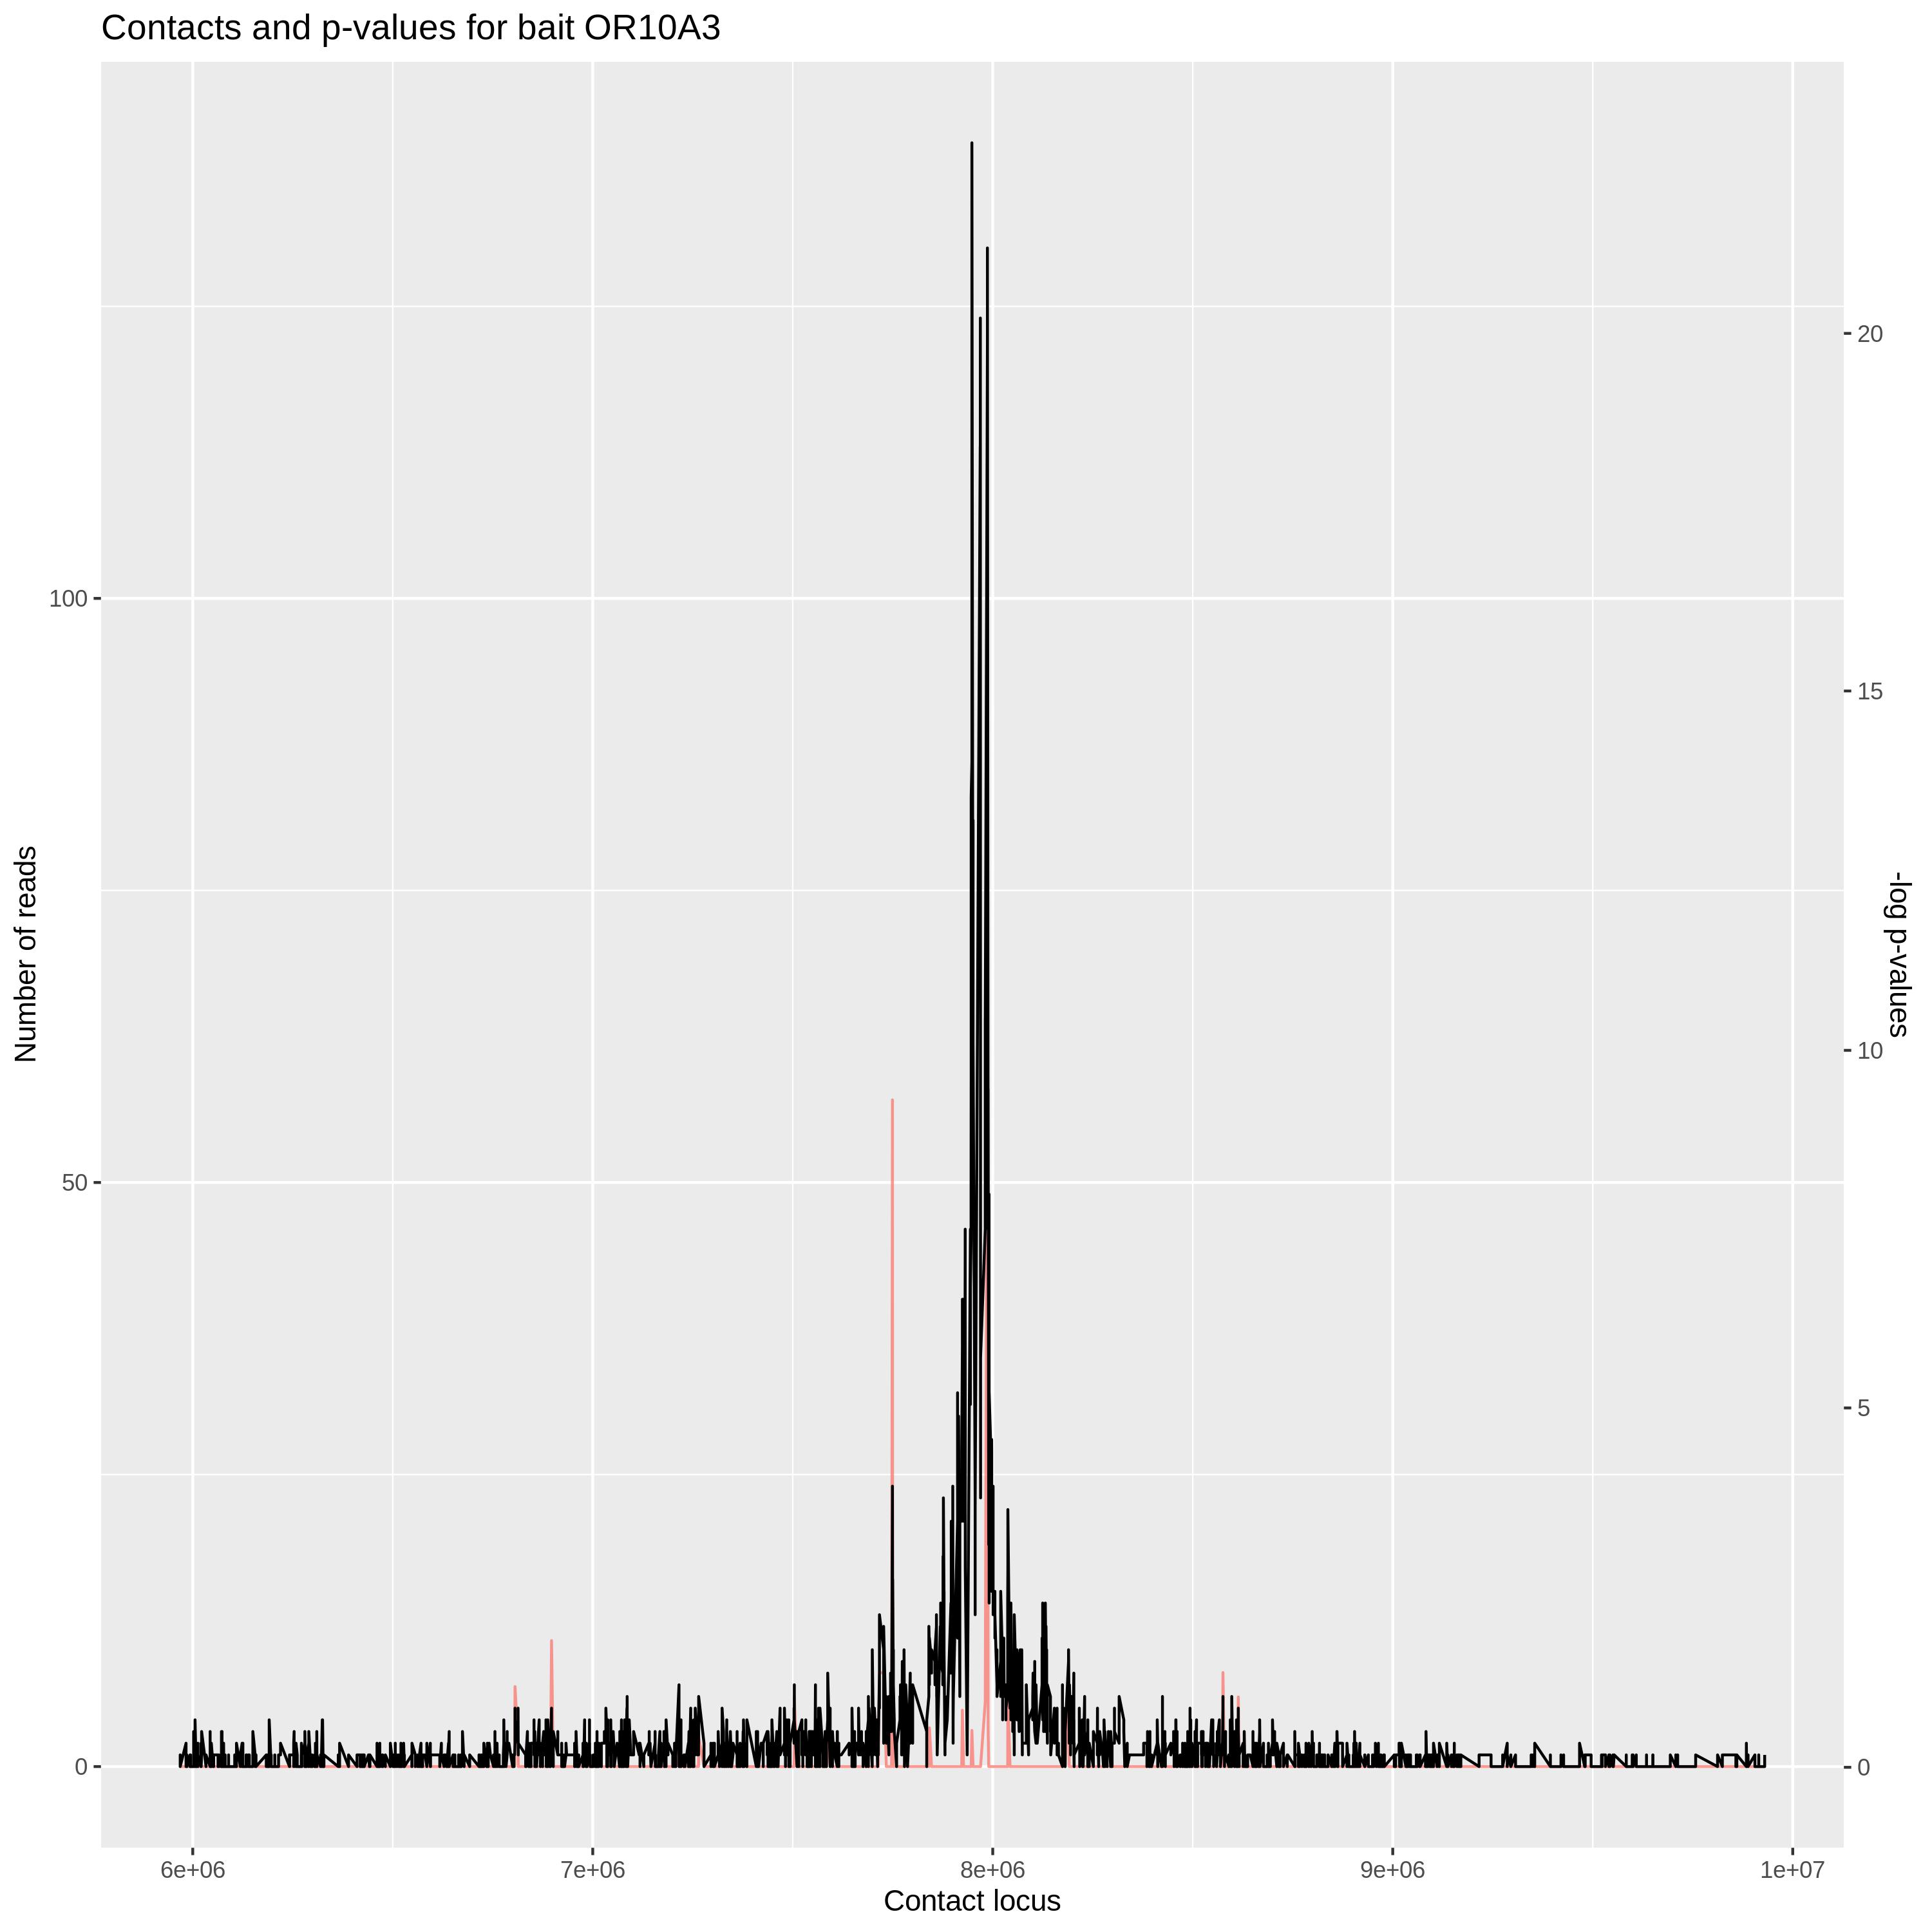 Contacts and p-values for bait OR10A3
Number of reads
100
50
0
20
15
10
5
0
-log p-values
6e+06
7e+06
8e+06
9e+06
1e+07
Contact locus